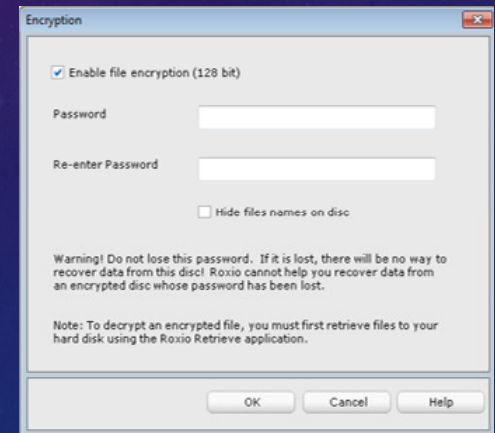 Encryption
Enable file encryption (128 bit)
Password
Re-enter Password
Hide files names on disc
Warning! Do not lose this password. If it is lost, there will be no way to
recover data from this disc! Roxio cannot help you recover data from
an encrypted disc whose password has been lost.
Note: To decrypt an encrypted file, you must first retrieve files to your
hard disk using the Roxio Retrieve application.
OK Cancel Help